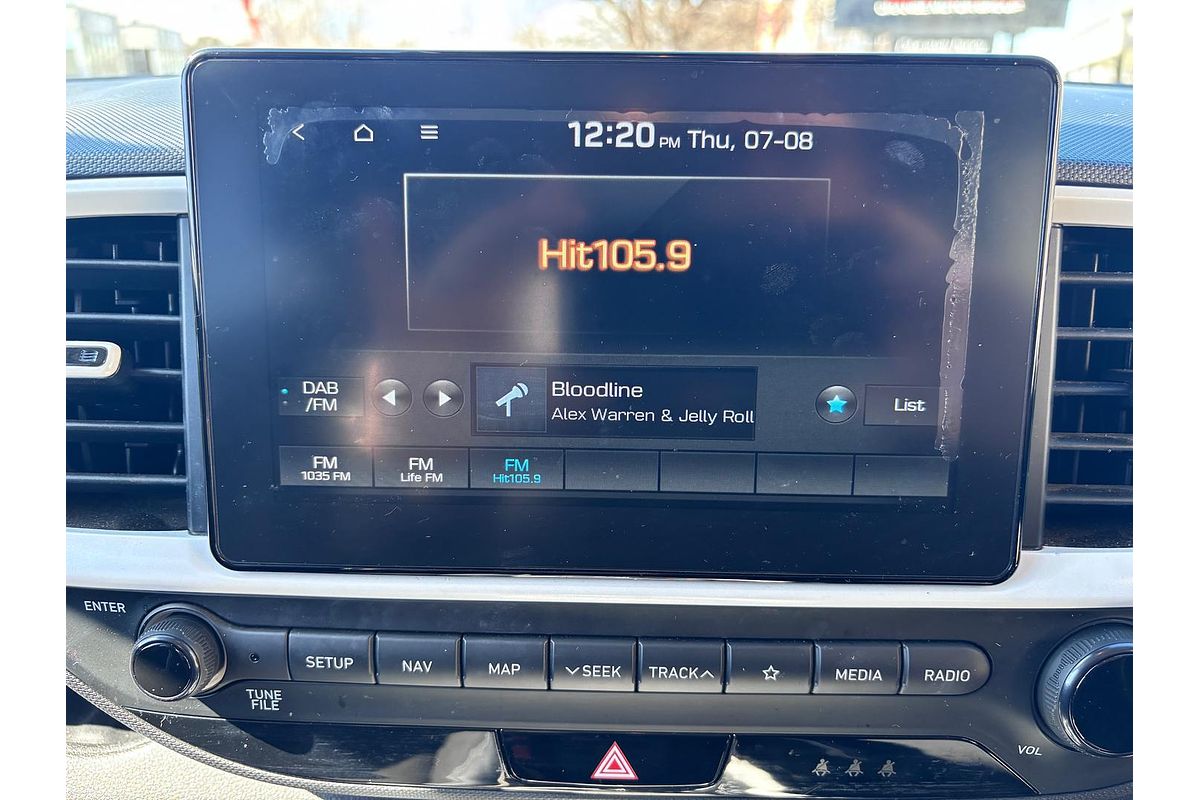 12:20 PM Thu, 07-08
Hit105.9
DAB
/FM
Bloodline
Alex Warren & Jelly Roll
List
FM
1035 FM
FM
Life FM
FM
Hit105.9
ENTER
SETUP
NAV
MAP
SEEK
TRACK
MEDIA
RADIO
TUNE
FILE
VOL